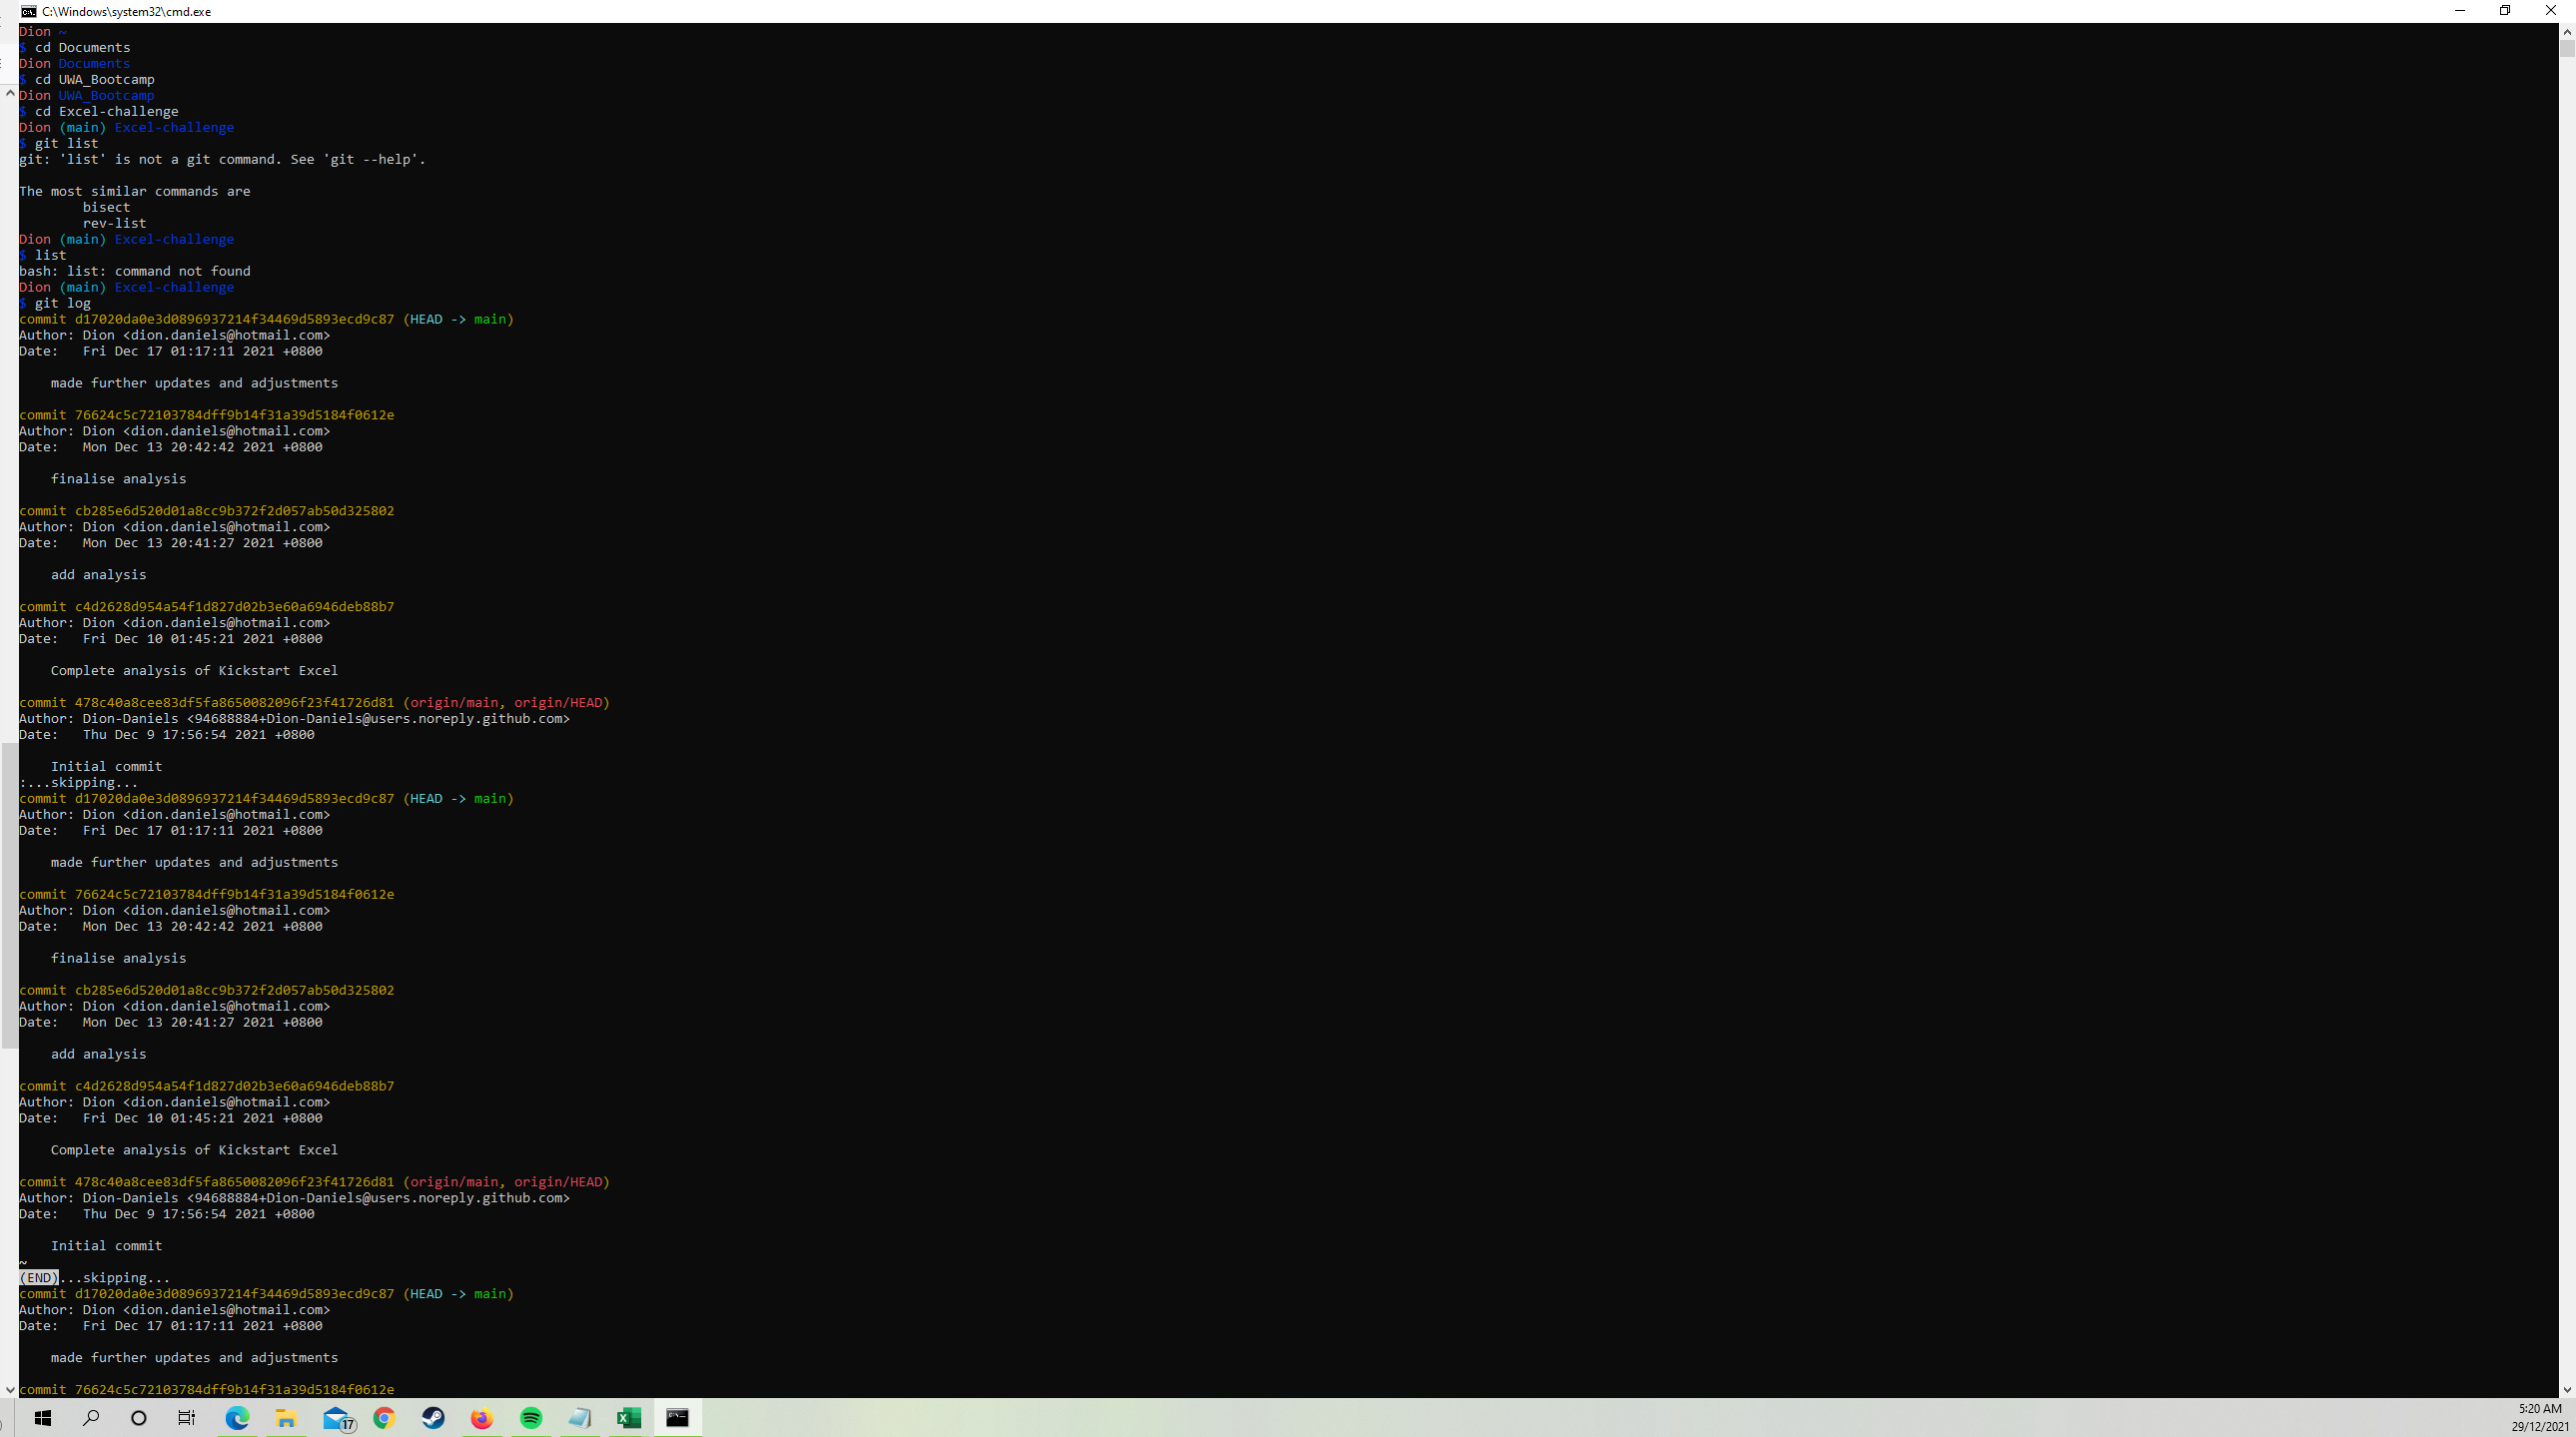 C:\Windows\system32\cmd.exe
Dion ~
$ cd Documents
Dion Documents
$ cd UWA_Bootcamp
Dion UWA_Bootcamp
$ cd Excel-challenge
Dion (main) Excel-challenge
$ git list
git: 'list' is not a git command. See 'git --help'.
The most similar commands are
bisect
rev-list
Dion (main) Excel-challenge
$ list
bash: list: command not found
Dion (main) Excel-challenge
$ git log
commit d17020da0e3d0896937214f34469d5893ecd9c87 (HEAD -> main)
Author: Dion <dion.daniels@hotmail.com>
Date:   Fri Dec 17 01:17:11 2021 +0800
made further updates and adjustments
commit 76624c5c72103784dff9b14f31a39d5184f0612e
Author: Dion <dion.daniels@hotmail.com>
Date:   Mon Dec 13 20:42:42 2021 +0800
finalise analysis
commit cb285e6d520d01a8cc9b372f2d057ab50d325802
Author: Dion <dion.daniels@hotmail.com>
Date:   Mon Dec 13 20:41:27 2021 +0800
add analysis
commit c4d2628d954a54f1d827d02b3e60a6946deb88b7
Author: Dion <dion.daniels@hotmail.com>
Date:   Fri Dec 10 01:45:21 2021 +0800
Complete analysis of Kickstart Excel
commit 478c40a8cee83df5fa8650082096f23f41726d81 (origin/main, origin/HEAD)
Author: Dion-Daniels <94688884+Dion-Daniels@users.noreply.github.com>
Date:   Thu Dec 9 17:56:54 2021 +0800
Initial commit
:...skipping...
commit d17020da0e3d0896937214f34469d5893ecd9c87 (HEAD -> main)
Author: Dion <dion.daniels@hotmail.com>
Date:   Fri Dec 17 01:17:11 2021 +0800
made further updates and adjustments
commit 76624c5c72103784dff9b14f31a39d5184f0612e
Author: Dion <dion.daniels@hotmail.com>
Date:   Mon Dec 13 20:42:42 2021 +0800
finalise analysis
commit cb285e6d520d01a8cc9b372f2d057ab50d325802
Author: Dion <dion.daniels@hotmail.com>
Date:   Mon Dec 13 20:41:27 2021 +0800
add analysis
commit c4d2628d954a54f1d827d02b3e60a6946deb88b7
Author: Dion <dion.daniels@hotmail.com>
Date:   Fri Dec 10 01:45:21 2021 +0800
Complete analysis of Kickstart Excel
commit 478c40a8cee83df5fa8650082096f23f41726d81 (origin/main, origin/HEAD)
Author: Dion-Daniels <94688884+Dion-Daniels@users.noreply.github.com>
Date:   Thu Dec 9 17:56:54 2021 +0800
Initial commit
~
(END)...skipping...
commit d17020da0e3d0896937214f34469d5893ecd9c87 (HEAD -> main)
Author: Dion <dion.daniels@hotmail.com>
Date:   Fri Dec 17 01:17:11 2021 +0800
made further updates and adjustments
commit 76624c5c72103784dff9b14f31a39d5184f0612e
17
5:20 AM
29/12/2021